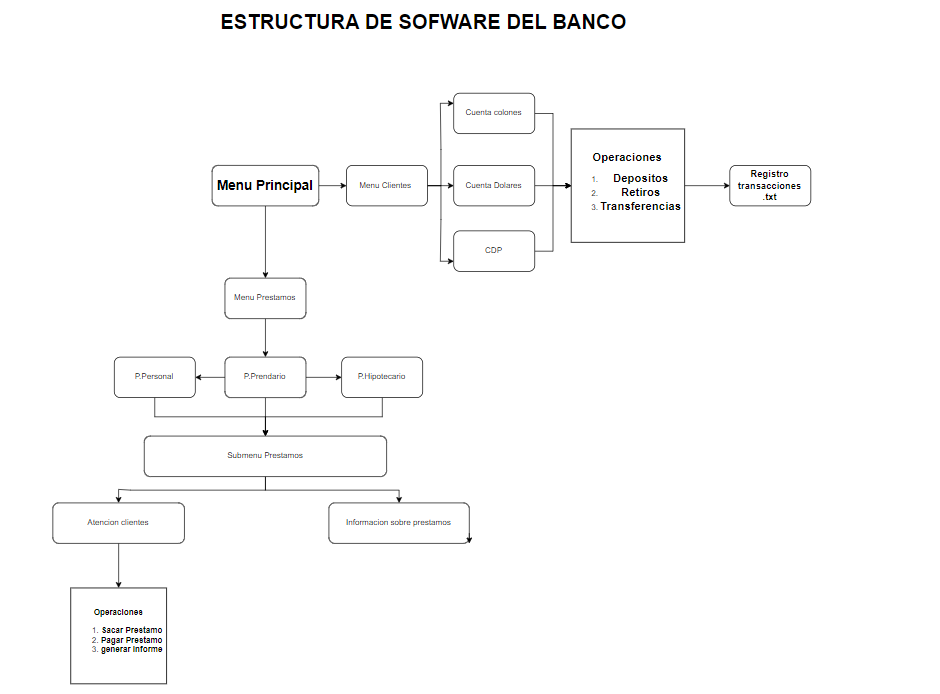 ESTRUCTURA DE SOFWARE DEL BANCO
Cuenta colones
Operaciones
1. Depositos
2. Retiros
3. Transferencias
Registro
transacciones
.txt
Menu Principal
Menu Clientes
Cuenta Dolares
CDP
Menu Prestamos
P.Personal
P.Prendario
P.Hipotecario
Submenu Prestamos
Atencion clientes
Informacion sobre prestamos
Operaciones
1. Sacar Prestamo
2. Pagar Prestamo
3. generar informe